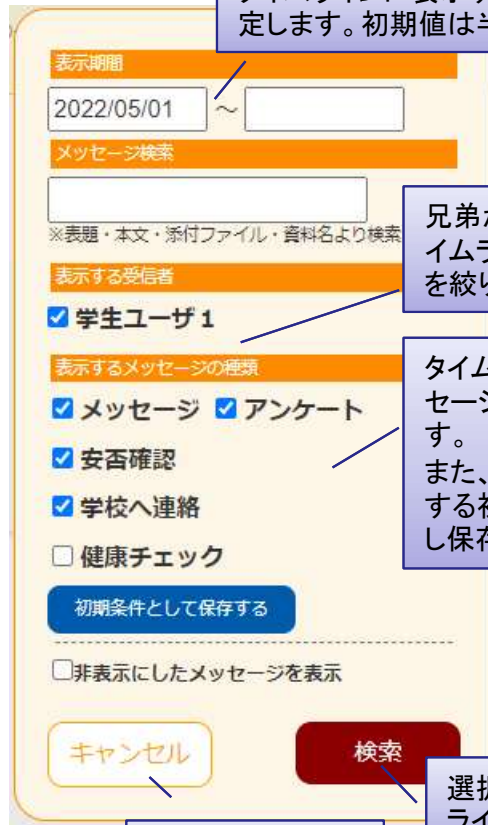 定します。初期値は半
表示期間
2022/05/01 ～
メッセージ検索
※表題・本文・添付ファイル・資料名より検索
兄弟が
イムラ
を絞り
表示する受信者
学生ユーザ１
表示するメッセージの種類
メッセージ アンケート
安否確認
学校へ連絡
健康チェック
タイム
セージ
す。
また、
する初
し保存
初期条件として保存する
非表示にしたメッセージを表示
キャンセル
検索
選択
ライ